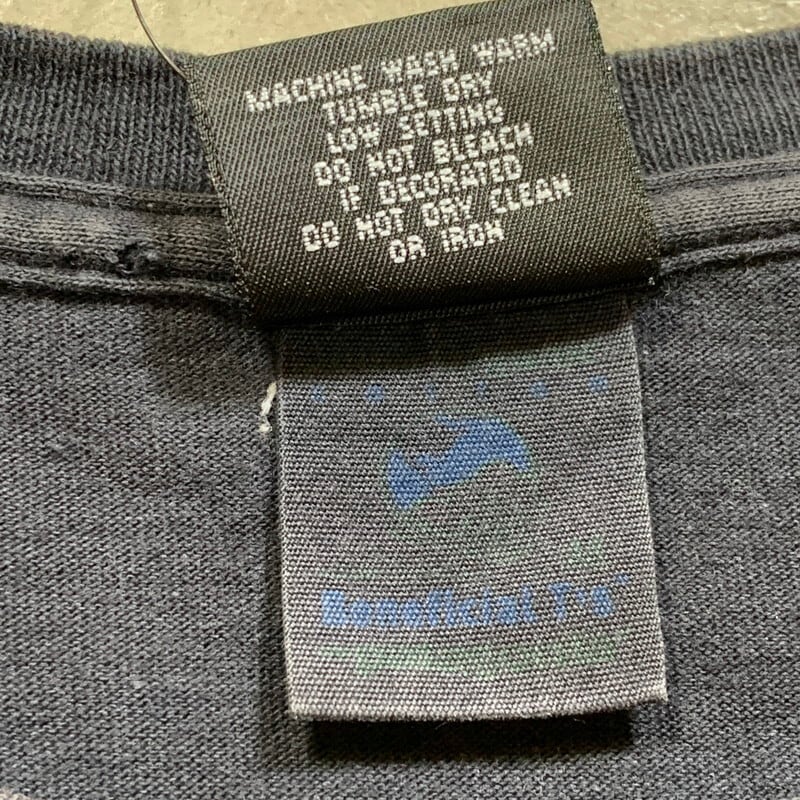 MACHINE WASH WARM
TUMBLE DRY
LOW SETTING
DO NOT BLEACH
IF DECORATED
DO NOT DRY CLEAN
OR IRON
Beneficial T's™